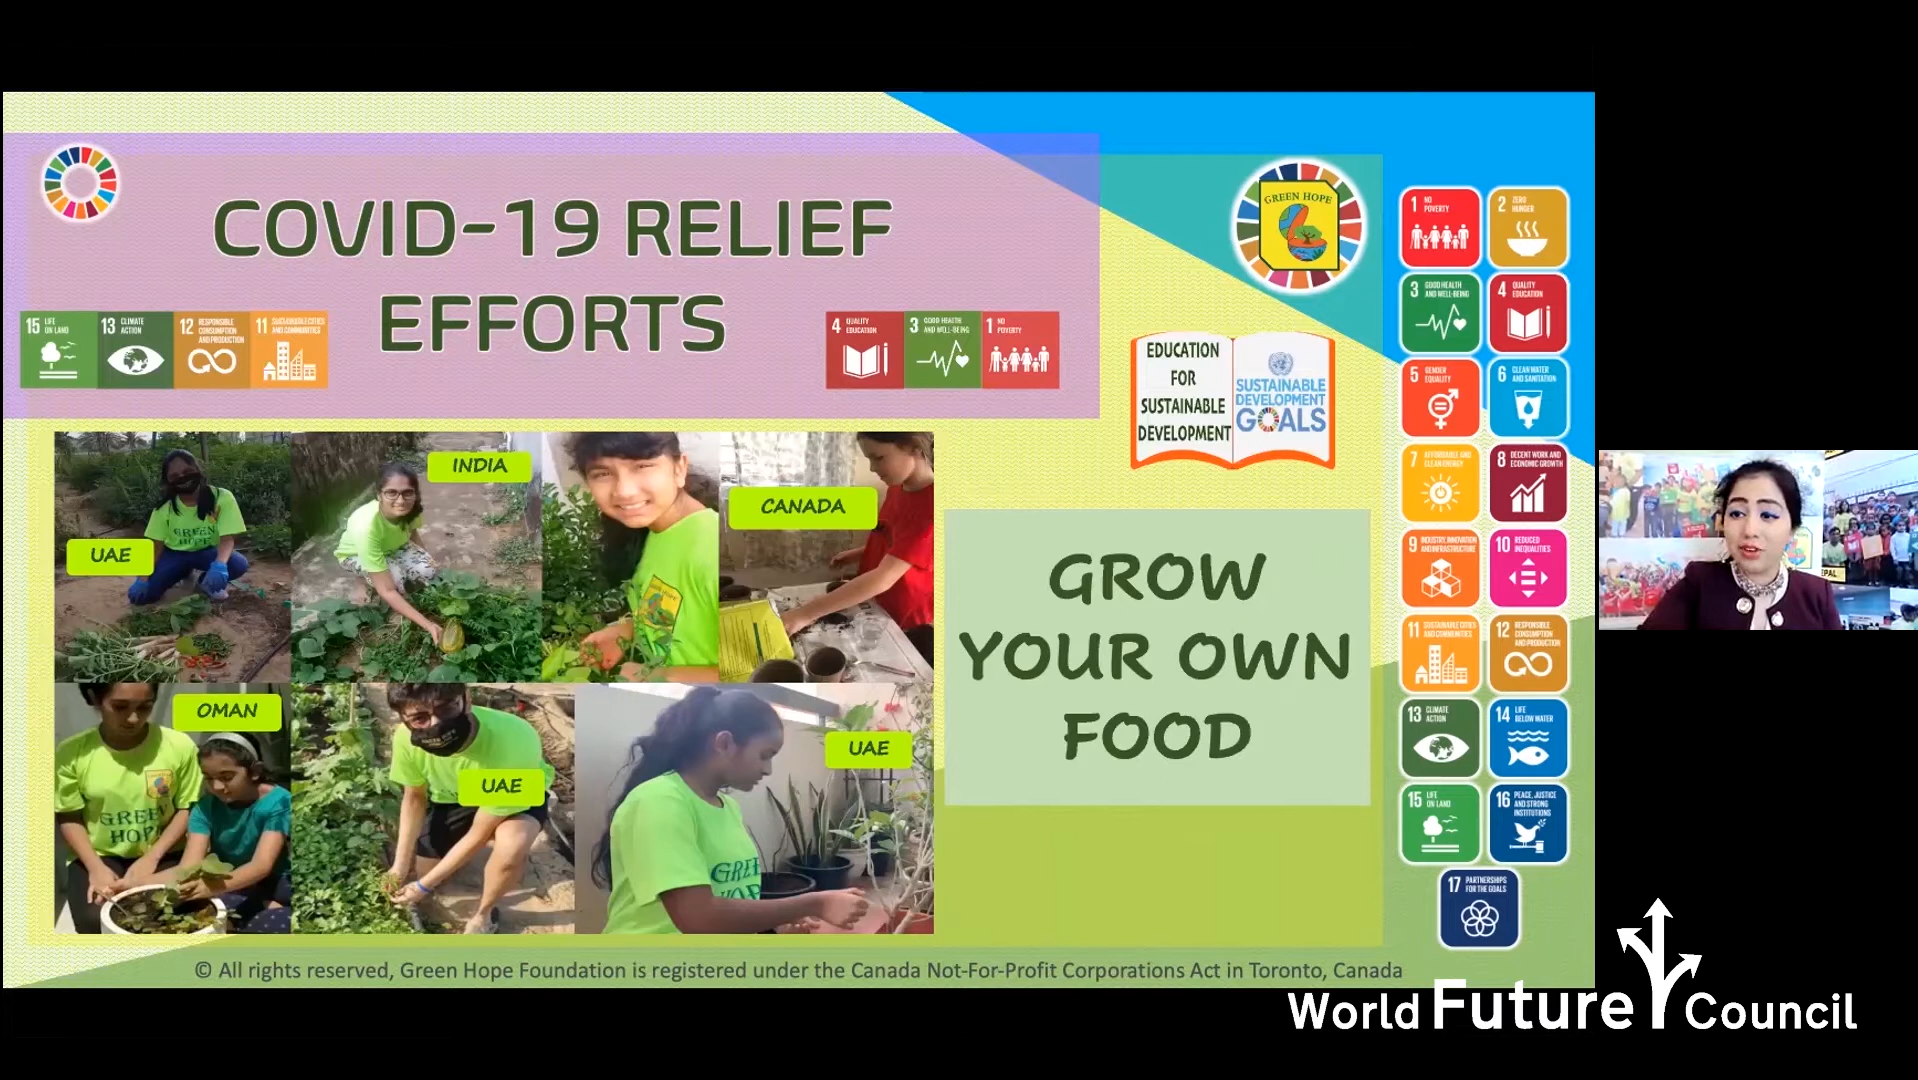 COVID-19 RELIEF
EFFORTS
15 LIFE
ON LAND
13 CLIMATE
ACTION
12 RESPONSIBLE
CONSUMPTION
AND PRODUCTION
11 SUSTAINABLE CITIES
AND COMMUNITIES
4 QUALITY
EDUCATION
3 GOOD HEALTH
AND WELL-BEING
1 NO
POVERTY
GREEN HOPE
EDUCATION
FOR
SUSTAINABLE
DEVELOPMENT
SUSTAINABLE
DEVELOPMENT
GOALS
UAE
GREEN
HOPE
INDIA
CANADA
OMAN
GREEN
HOPE
UAE
UAE
GROW
YOUR OWN
FOOD
1 NO
POVERTY
2 ZERO
HUNGER
3 GOOD HEALTH
AND WELL-BEING
4 QUALITY
EDUCATION
5 GENDER
EQUALITY
6 CLEAN WATER
AND SANITATION
7 AFFORDABLE AND
CLEAN ENERGY
8 DECENT WORK AND
ECONOMIC GROWTH
9 INDUSTRY, INNOVATION
AND INFRASTRUCTURE
10 REDUCED
INEQUALITIES
11 SUSTAINABLE CITIES
AND COMMUNITIES
12 RESPONSIBLE
CONSUMPTION
AND PRODUCTION
13 CLIMATE
ACTION
14 LIFE
BELOW WATER
15 LIFE
ON LAND
16 PEACE, JUSTICE
AND STRONG
INSTITUTIONS
17 PARTNERSHIPS
FOR THE GOALS
© All rights reserved, Green Hope Foundation is registered under the Canada Not-For-Profit Corporations Act in Toronto, Canada
World Future Council